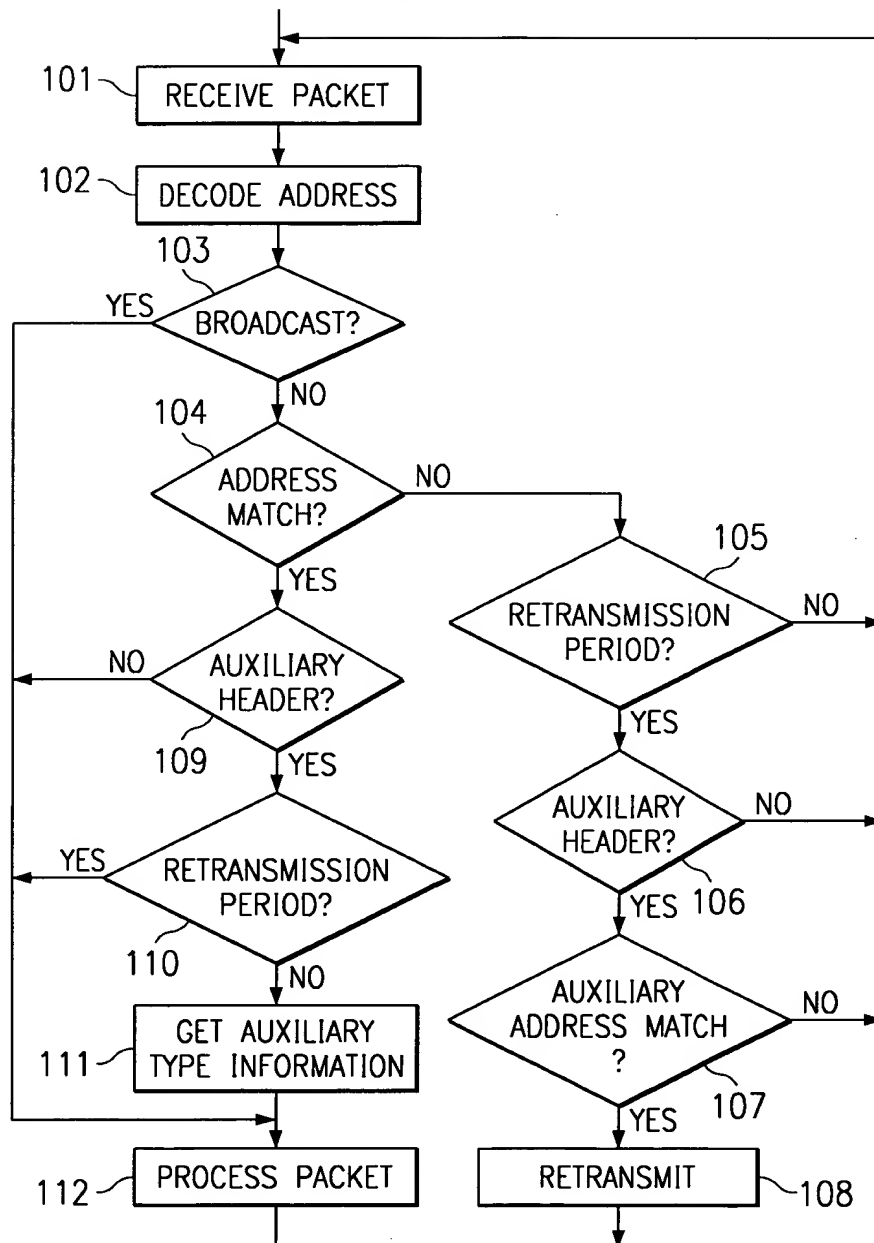 101
RECEIVE PACKET
102
DECODE ADDRESS
103
YES
BROADCAST?
NO
104
ADDRESS
MATCH?
NO
YES
105
RETRANSMISSION
PERIOD?
NO
YES
NO
AUXILIARY
HEADER?
109
YES
AUXILIARY
HEADER?
NO
106
YES
YES
RETRANSMISSION
PERIOD?
110
NO
AUXILIARY
ADDRESS MATCH
?
NO
107
YES
111
GET AUXILIARY
TYPE INFORMATION
112
PROCESS PACKET
RETRANSMIT
108